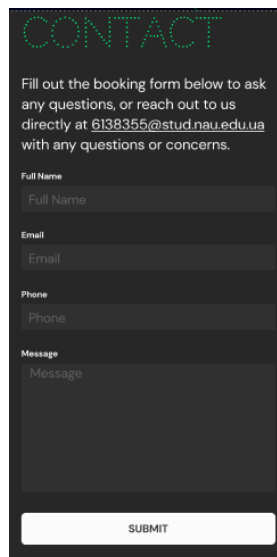 CONTACT
Fill out the booking form below to ask
any questions, or reach out to us
directly at 6138355@stud.nau.edu.ua
with any questions or concerns.
Full Name
Full Name
Email
Email
Phone
Phone
Message
Message
SUBMIT